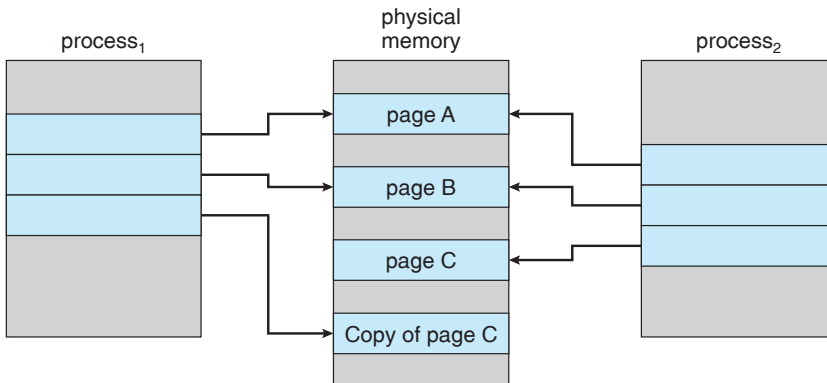 process₁
physical
memory
process₂
page A
page B
page C
Copy of page C